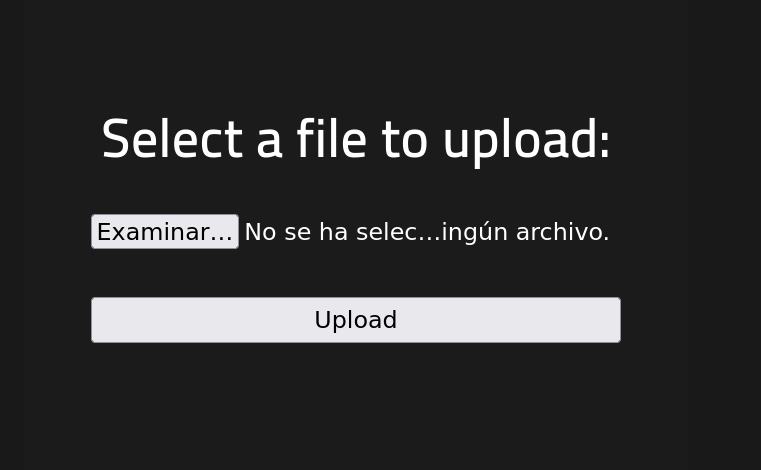 Select a file to upload:
Examinar... No se ha selec...ingún archivo.
Upload